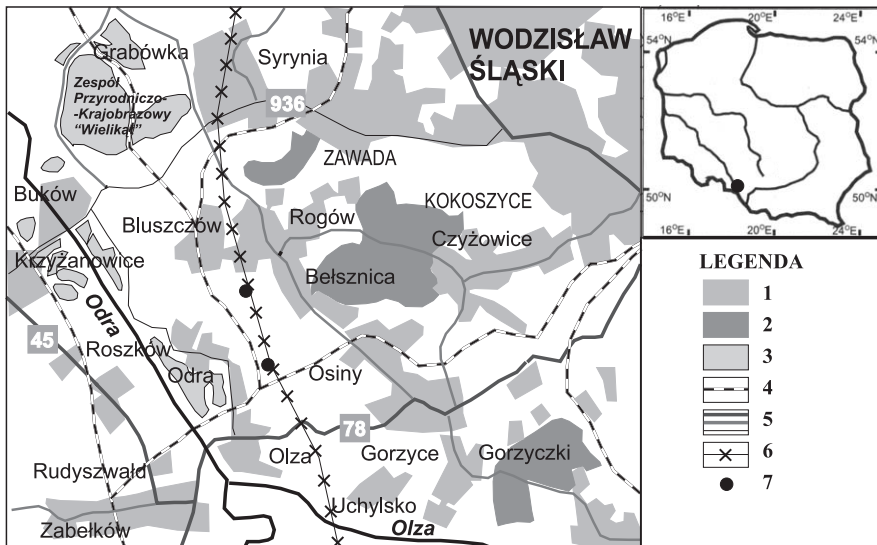 Grabówka
Syrynia
WODZISŁAW
ŚLĄSKI
Zespół
Przyrodniczo-
-Krajobrazowy
"Wielikąt"
936
ZAWADA
Buków
KOKOSZYCE
Rogów
Bluszczów
Czyżowice
Krzyżanowice
Bełsznica
Odra
45
Roszków
Odra
Osiny
78
Olza
Gorzyce
Gorzyczki
Rudyszwałd
Uchylsko
Zabełków
Olza
16°E
20°E
24°E
54°N
54°N
50°N
50°N
16°E
20°E
24°E
LEGENDA
1
2
3
4
5
6
7